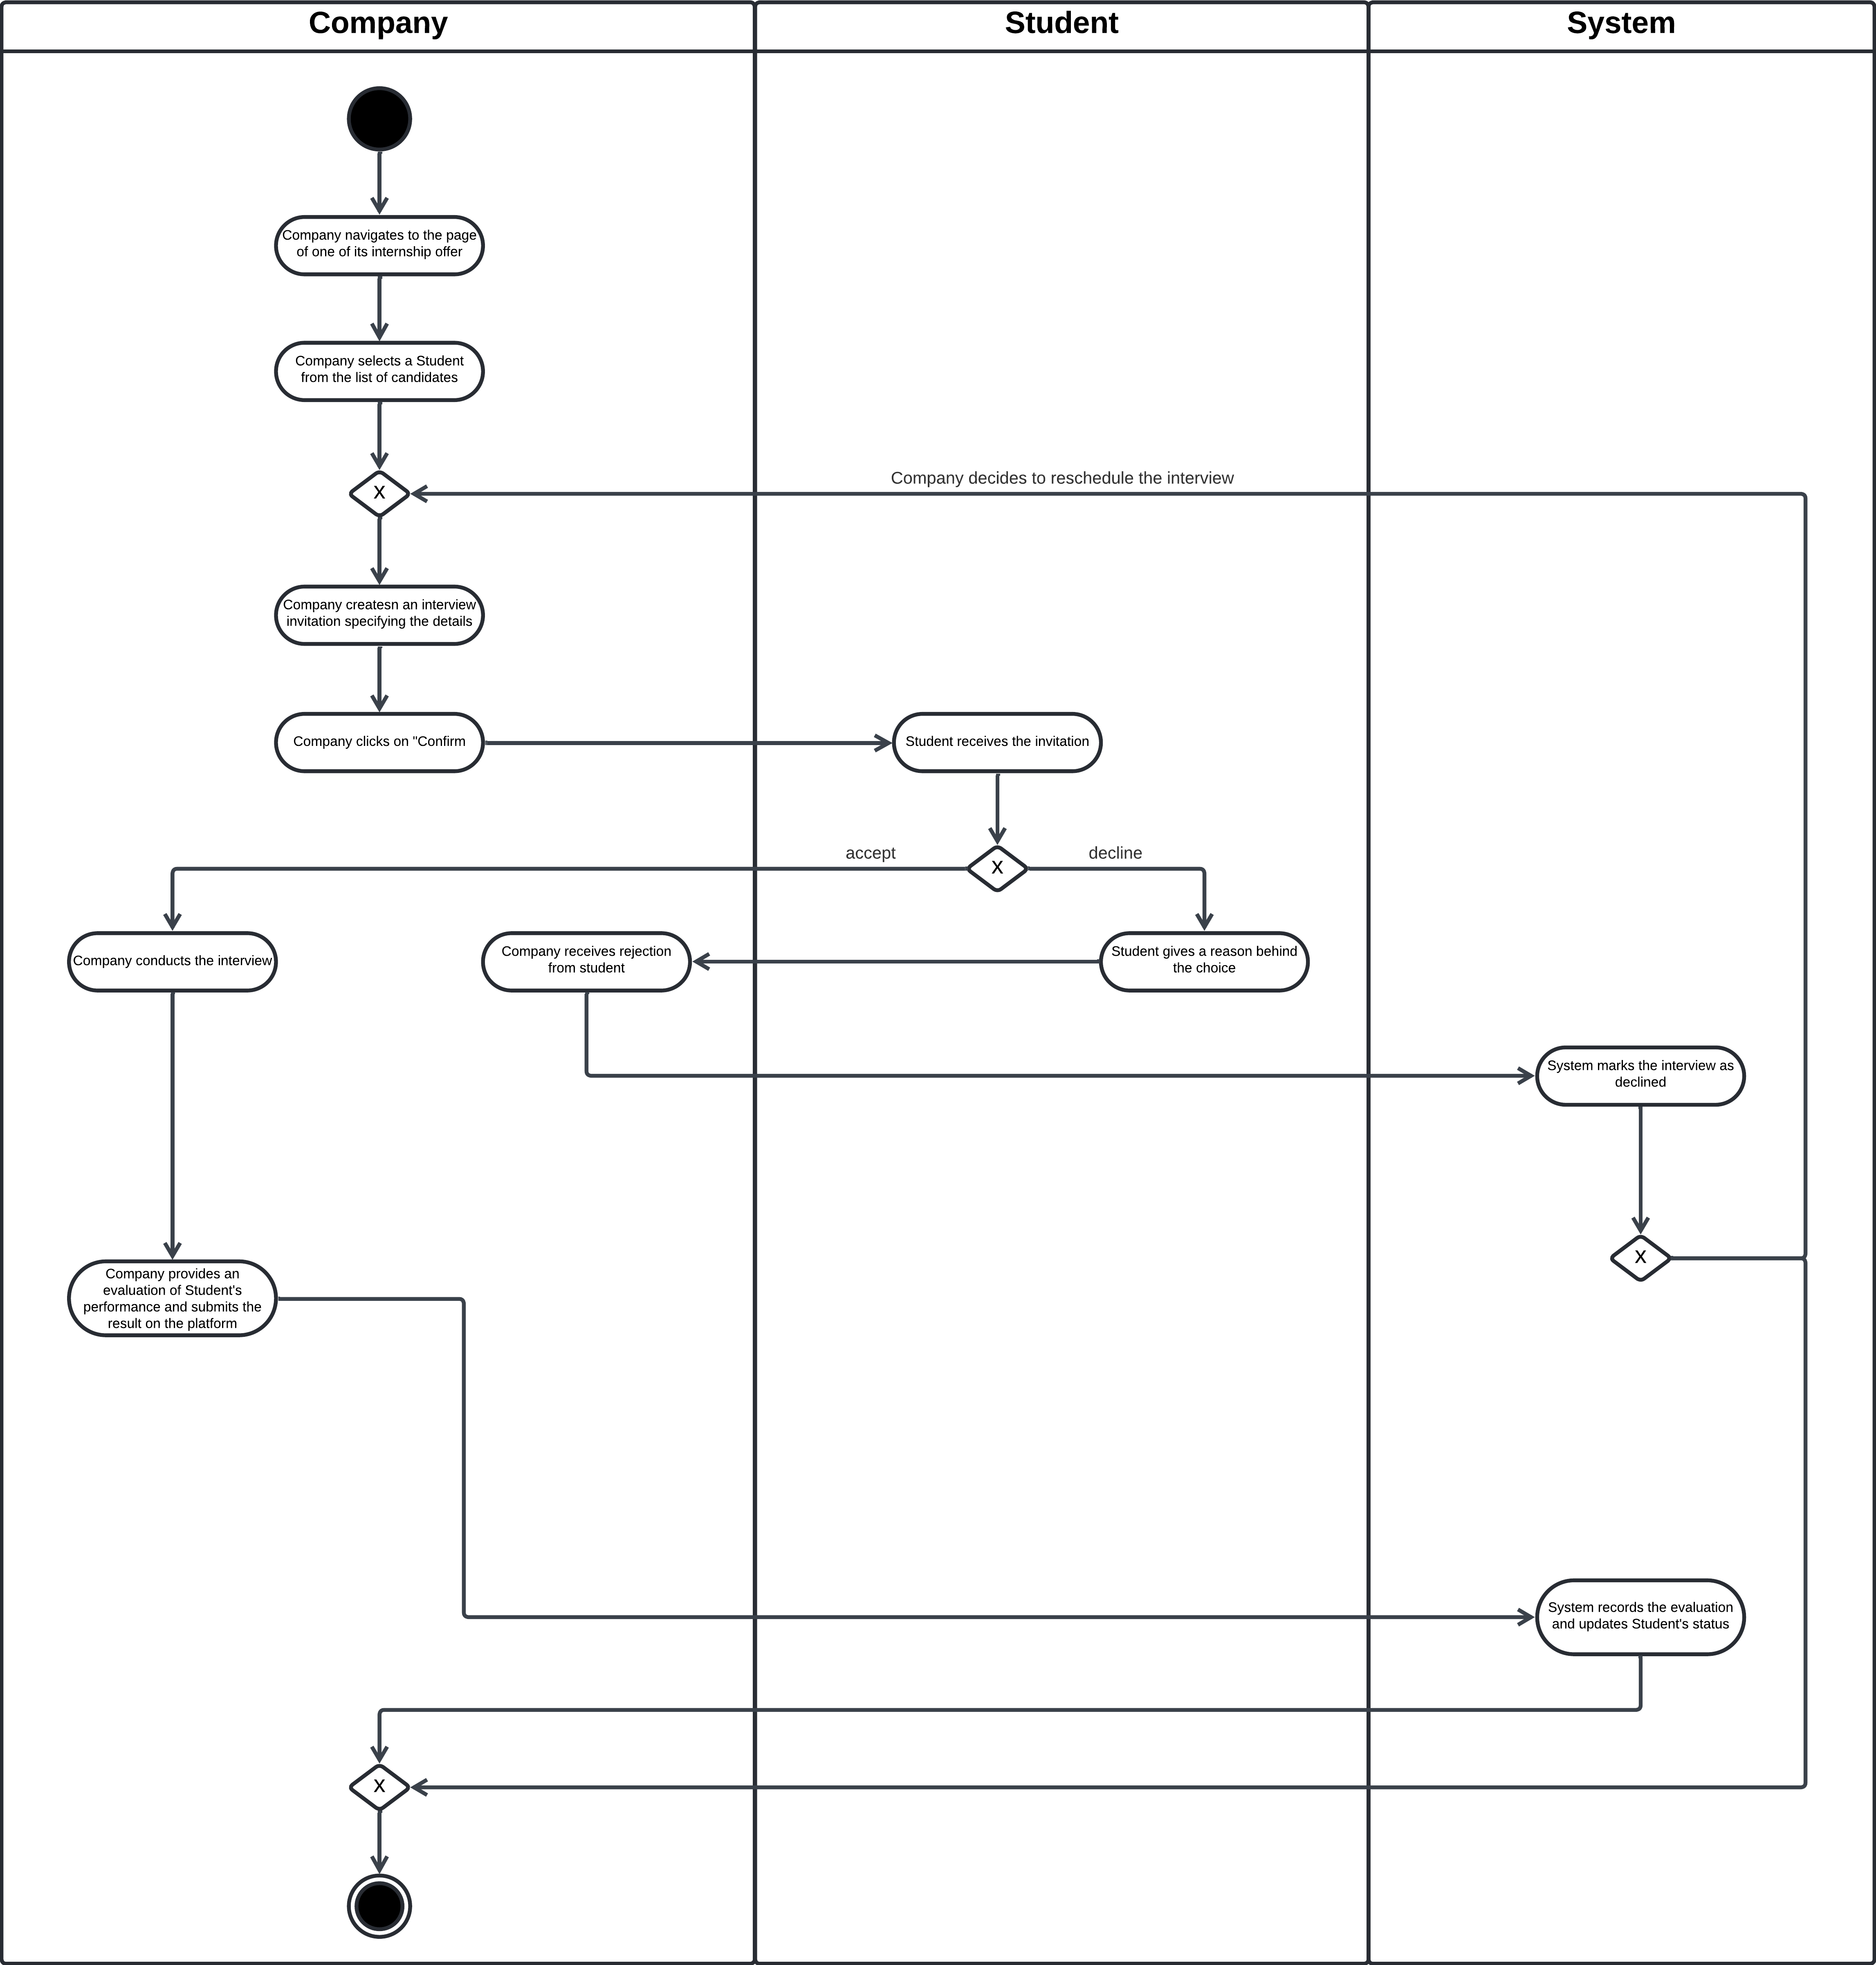 Company
Student
System
Company navigates to the page
of one of its internship offer
Company selects a Student
from the list of candidates
Company decides to reschedule the interview
X
Company createsn an interview
invitation specifying the details
Company clicks on "Confirm
Student receives the invitation
accept
X
decline
Company conducts the interview
Company receives rejection
from student
Student gives a reason behind
the choice
System marks the interview as
declined
X
Company provides an
evaluation of Student's
performance and submits the
result on the platform
System records the evaluation
and updates Student's status
X